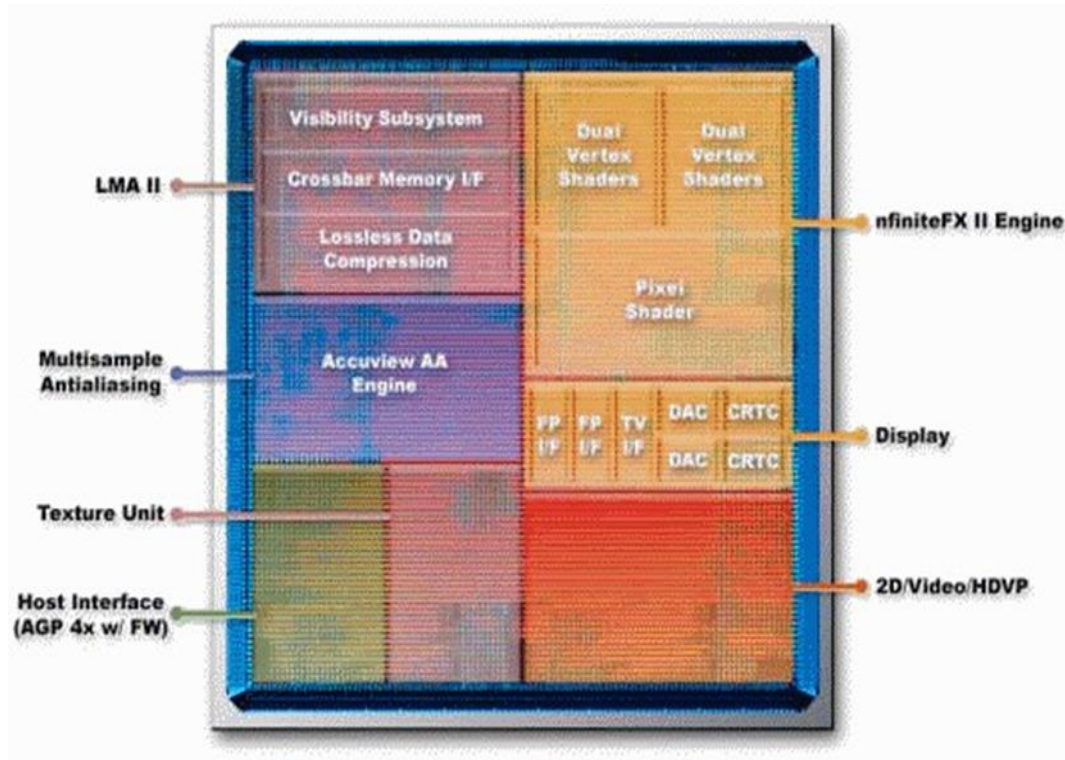 LMA II
Visibility Subsystem
Crossbar Memory I/F
Lossless Data
Compression
Dual
Vertex
Shaders
Dual
Vertex
Shaders
nfiniteFX II Engine
Pixel
Shader
Multisample
Antialiasing
Accuview AA
Engine
FP
I/F
FP
I/F
TV
I/F
DAC
CRTC
DAC
CRTC
Display
Texture Unit
Host Interface
(AGP 4x w/ FW)
2D/Video/HDVP